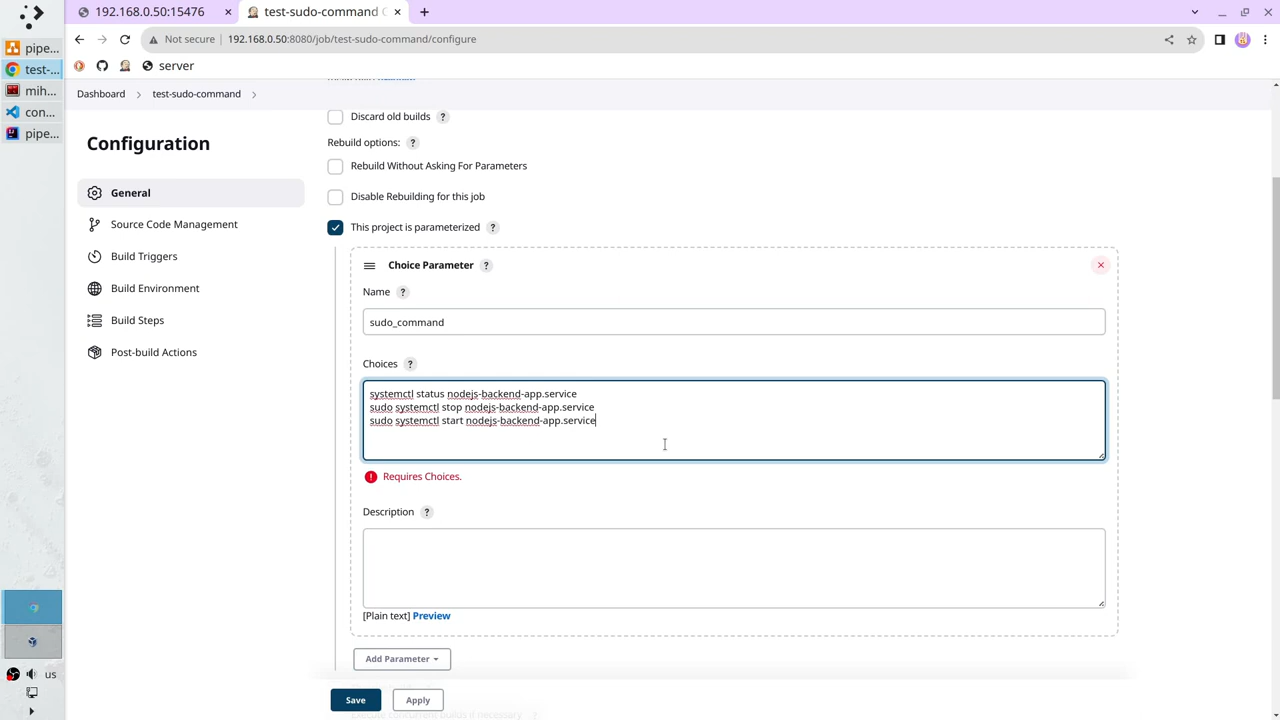 192.168.0.50:15476
test-sudo-command C
pipe...
test-...
mih...
con...
pipe...
us
Not secure
192.168.0.50:8080/job/test-sudo-command/configure
server
Dashboard
test-sudo-command
Configuration
General
Source Code Management
Build Triggers
Build Environment
Build Steps
Post-build Actions
Discard old builds ?
Rebuild options: ?
Rebuild Without Asking For Parameters
Disable Rebuilding for this job
This project is parameterized ?
Choice Parameter ?
Name ?
sudo_command
Choices ?
systemctl status nodejs-backend-app.service
sudo systemctl stop nodejs-backend-app.service
sudo systemctl start nodejs-backend-app.service
Requires Choices.
Description ?
[Plain text] Preview
Add Parameter
Save
Apply
Execute concurrent builds if necessary ?